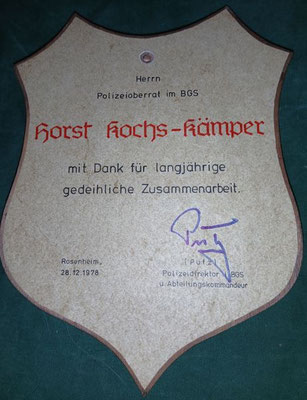 Herrn
Polizeioberrat im BGS
Horst Kochs-Kämper
mit Dank für langjährige
gedeihliche Zusammenarbeit.
Rosenheim,
28.12.1978
(Pütz)
Polizeidirektor i BGS
u Abteilungskommandeur